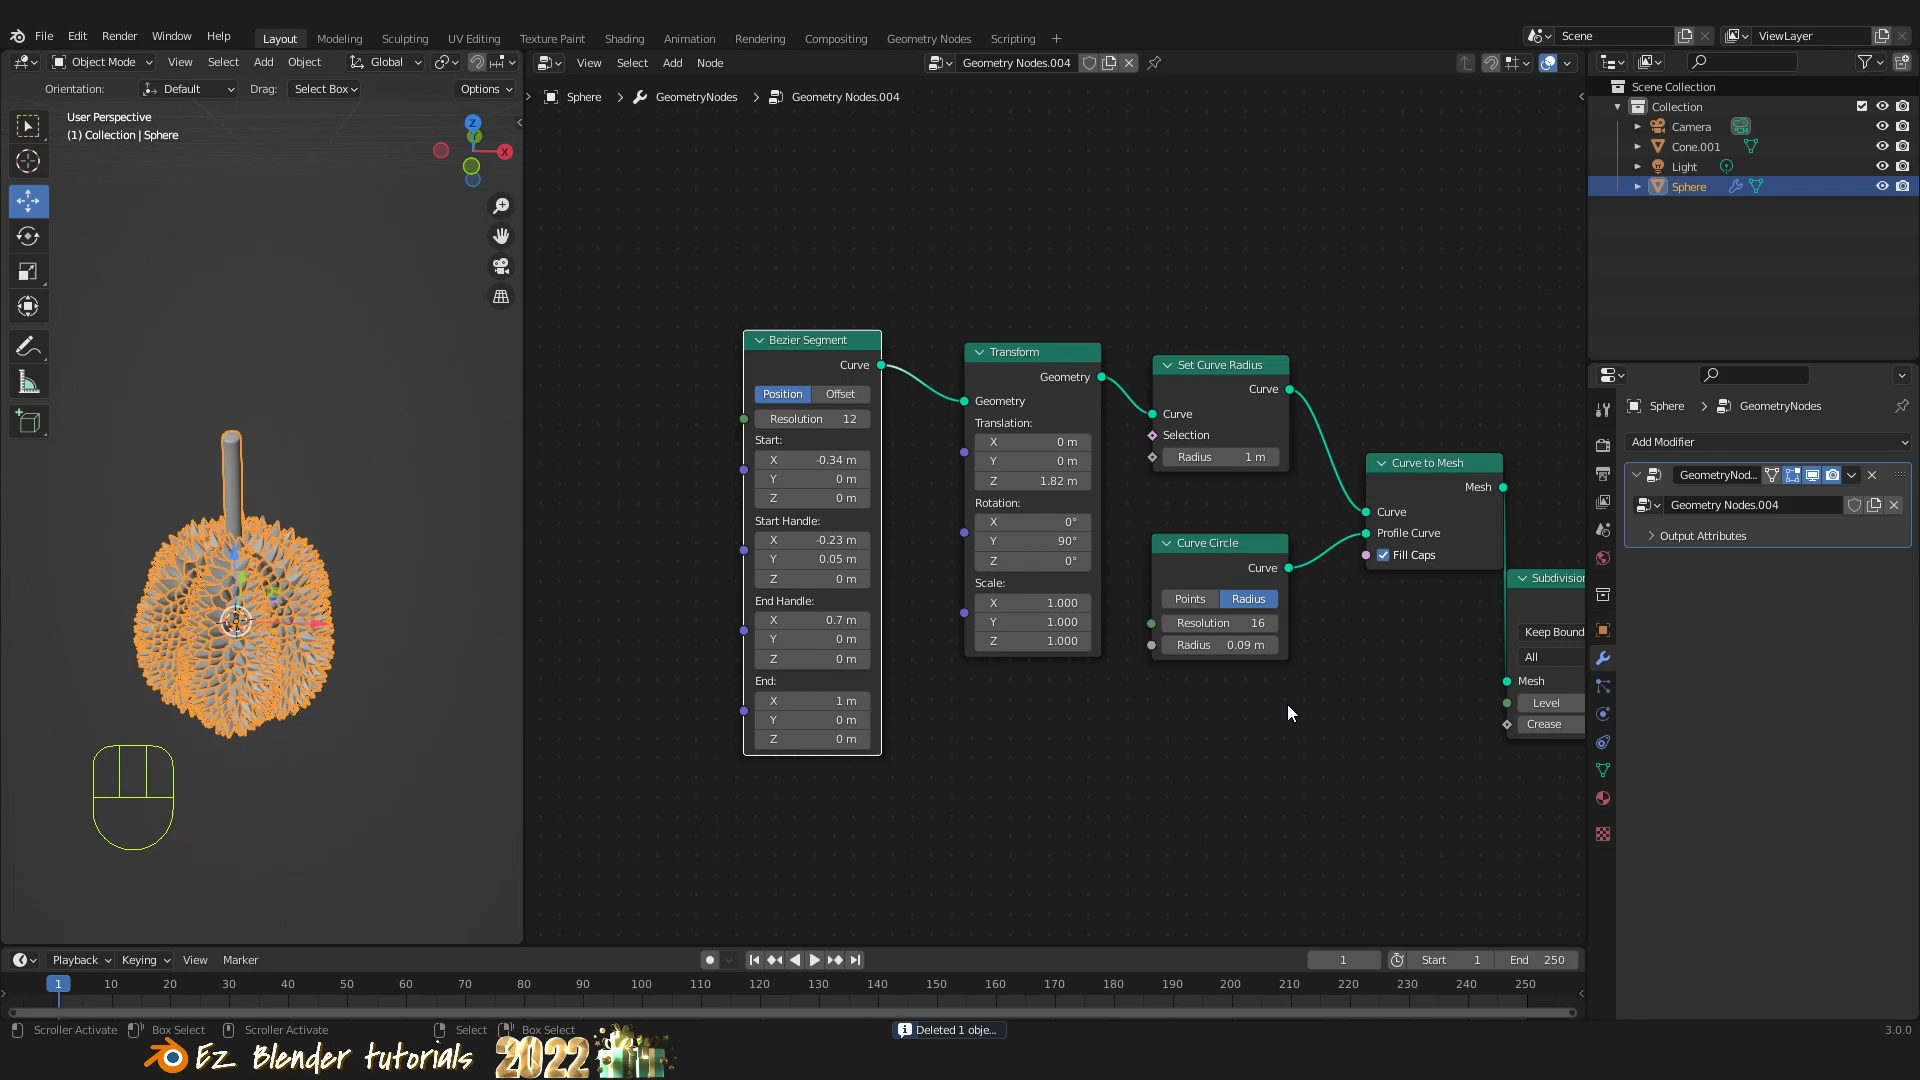 File Edit Render Window Help Layout Modeling Sculpting UV Editing Texture Paint Shading Animation Rendering Compositing Geometry Nodes Scripting + Scene ViewLayer
Object Mode View Select Add Object Global View Select Add Node Geometry Nodes.004
Orientation: Default Drag: Select Box Options
Sphere > GeometryNodes > Geometry Nodes.004
User Perspective
(1) Collection | Sphere
Z
X
Bezier Segment
Curve
Position Offset
Resolution 12
Start:
X -0.34 m
Y 0 m
Z 0 m
Start Handle:
X -0.23 m
Y 0.05 m
Z 0 m
End Handle:
X 0.7 m
Y 0 m
Z 0 m
End:
X 1 m
Y 0 m
Z 0 m
Transform
Geometry
Geometry
Translation:
X 0 m
Y 0 m
Z 1.82 m
Rotation:
X 0°
Y 90°
Z 0°
Scale:
X 1.000
Y 1.000
Z 1.000
Set Curve Radius
Curve
Curve
Selection
Radius 1 m
Curve Circle
Curve
Points Radius
Resolution 16
Radius 0.09 m
Curve to Mesh
Mesh
Curve
Profile Curve
Fill Caps
Subdivision
Keep Bound
All
Mesh
Level
Crease
Scene Collection
Collection
Camera
Cone.001
Light
Sphere
Sphere > GeometryNodes
Add Modifier
GeometryNod...
Geometry Nodes.004
Output Attributes
Playback Keying View Marker 1 Start 1 End 250
1 10 20 30 40 50 60 70 80 90 100 110 120 130 140 150 160 170 180 190 200 210 220 230 240 250
Scroller Activate Box Select Scroller Activate Select Box Select Deleted 1 obje... 3.0.0
Ez Blender tutorials 2022